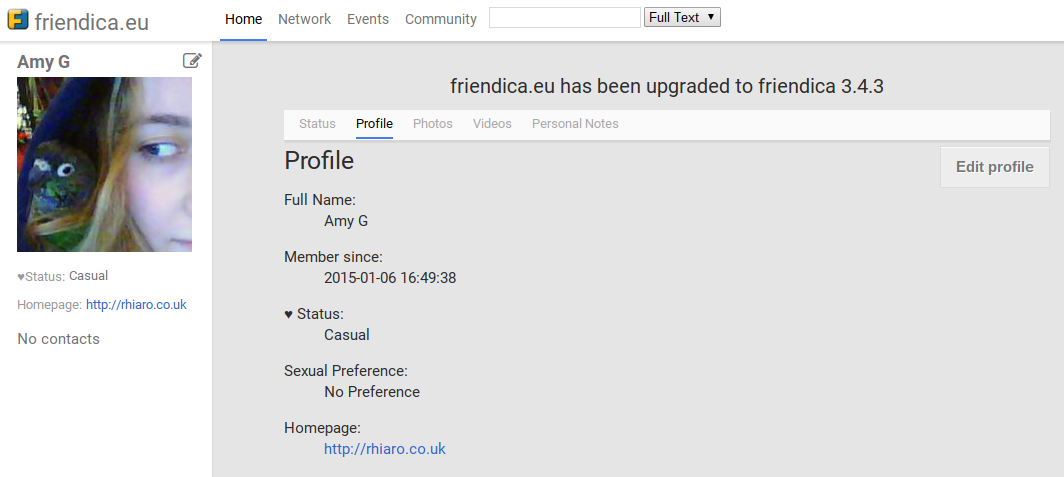 friendica.eu
Home Network Events Community Full Text
Amy G
♥Status: Casual
Homepage: http://rhiaro.co.uk
No contacts
friendica.eu has been upgraded to friendica 3.4.3
Status Profile Photos Videos Personal Notes
Profile
Edit profile
Full Name:
Amy G
Member since:
2015-01-06 16:49:38
♥ Status:
Casual
Sexual Preference:
No Preference
Homepage:
http://rhiaro.co.uk